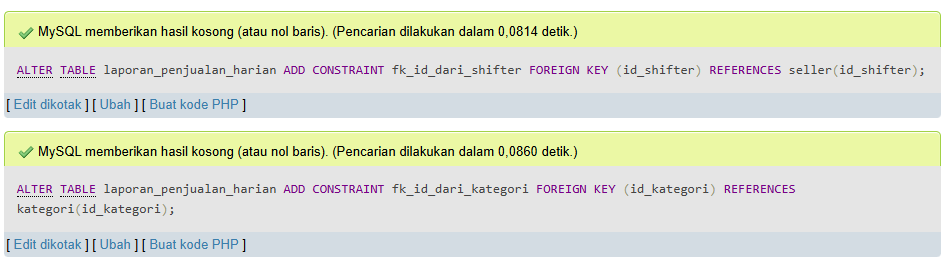 MySQL memberikan hasil kosong (atau nol baris). (Pencarian dilakukan dalam 0,0814 detik.)
ALTER TABLE laporan_penjualan_harian ADD CONSTRAINT fk_id_dari_shifter FOREIGN KEY (id_shifter) REFERENCES seller(id_shifter);
[ Edit dikotak ] [ Ubah ] [ Buat kode PHP ]
MySQL memberikan hasil kosong (atau nol baris). (Pencarian dilakukan dalam 0,0860 detik.)
ALTER TABLE laporan_penjualan_harian ADD CONSTRAINT fk_id_dari_kategori FOREIGN KEY (id_kategori) REFERENCES
kategori(id_kategori);
[ Edit dikotak ] [ Ubah ] [ Buat kode PHP ]